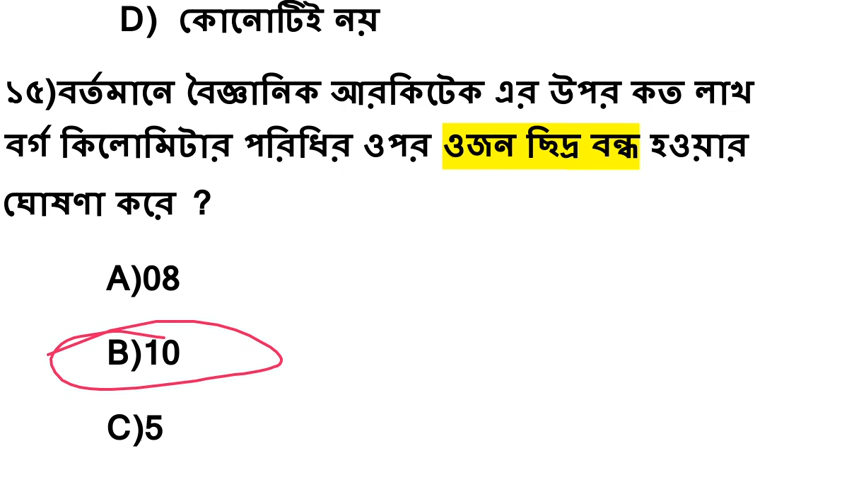 D) কোনোটিই নয়
১৫)বর্তমানে বৈজ্ঞানিক আরকিটেক এর উপর কত লাখ
বর্গ কিলোমিটার পরিধির ওপর ওজন ছিদ্র বন্ধ হওয়ার
ঘোষণা করে ?
A)08
B)10
C)5